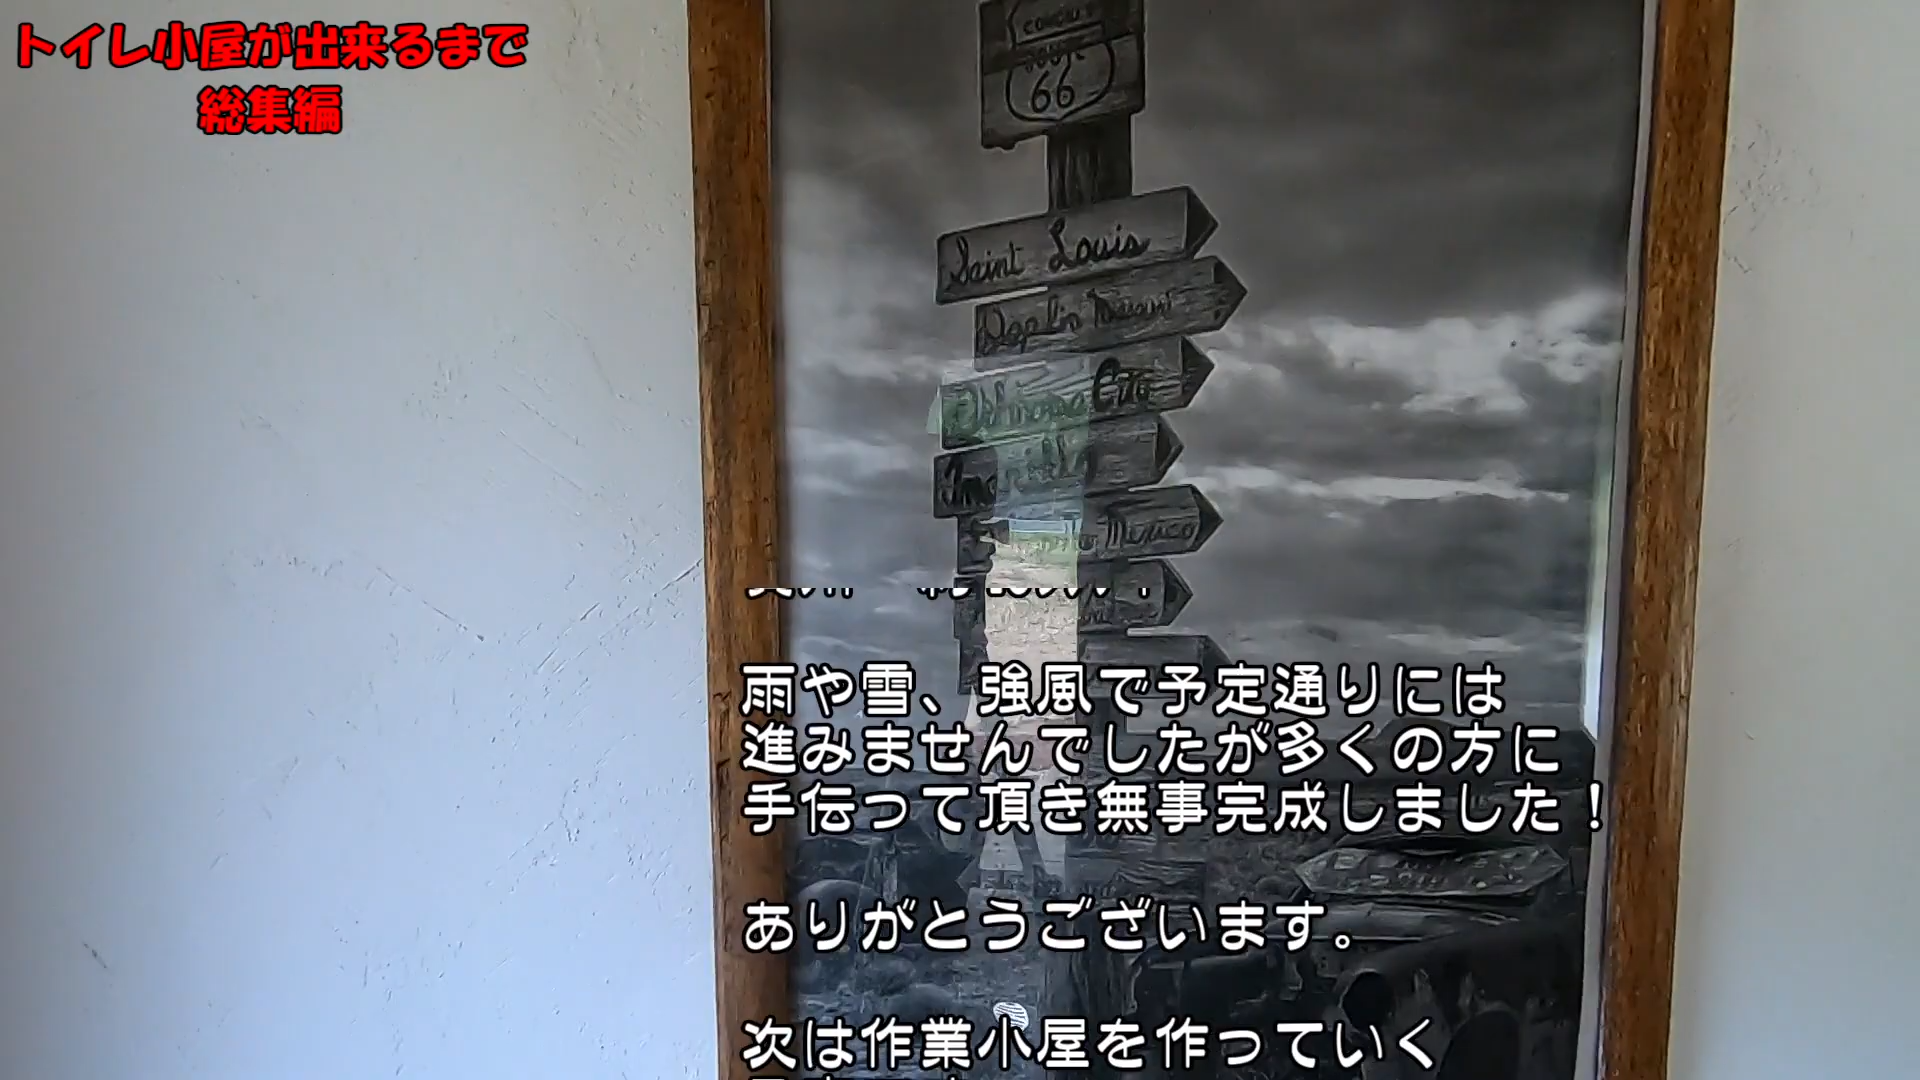 トイレ小屋が出来るまで
総集編
66
Saint Louis
City
Mexico
雨や雪、強風で予定通りには
進みませんでしたが多くの方に
手伝って頂き無事完成しました！
ありがとうございます。
次は作業小屋を作っていく